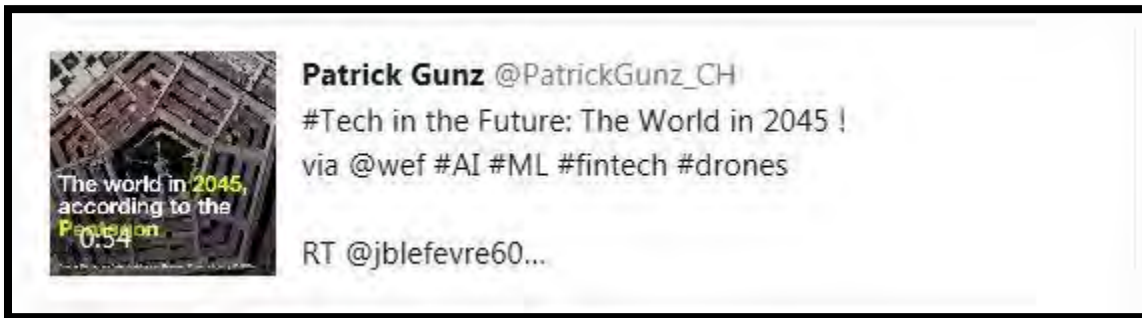 The world in 2045,
according to the
Pentagon
0:54
Patrick Gunz @PatrickGunz_CH
#Tech in the Future: The World in 2045 !
via @wef #AI #ML #fintech #drones
RT @jblefevre60...